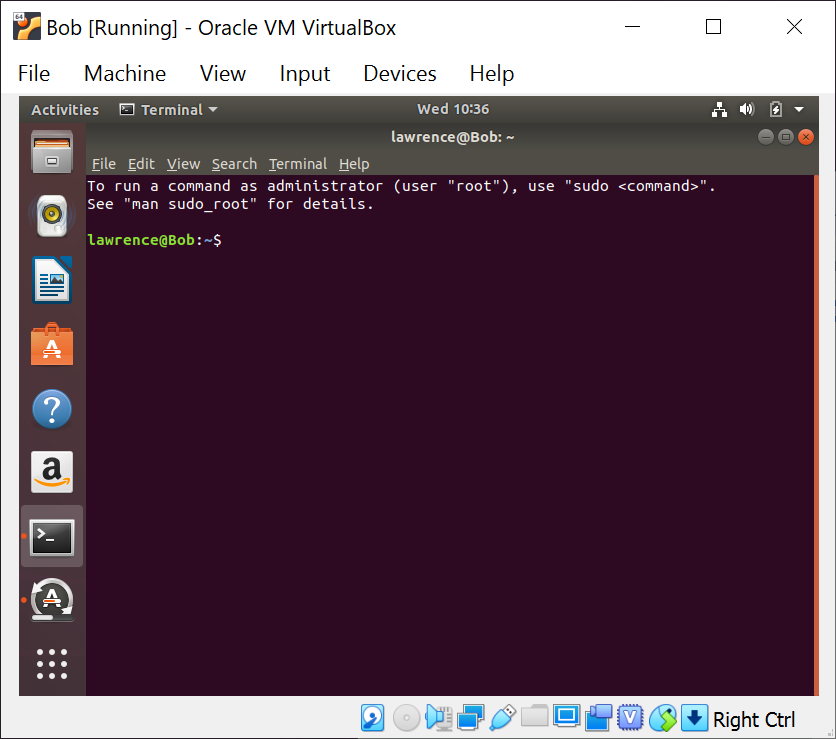 Bob [Running] - Oracle VM VirtualBox
File Machine View Input Devices Help
Activities Terminal Wed 10:36
lawrence@Bob: ~
File Edit View Search Terminal Help
To run a command as administrator (user "root"), use "sudo <command>".
See "man sudo_root" for details.
lawrence@Bob:~$
Right Ctrl